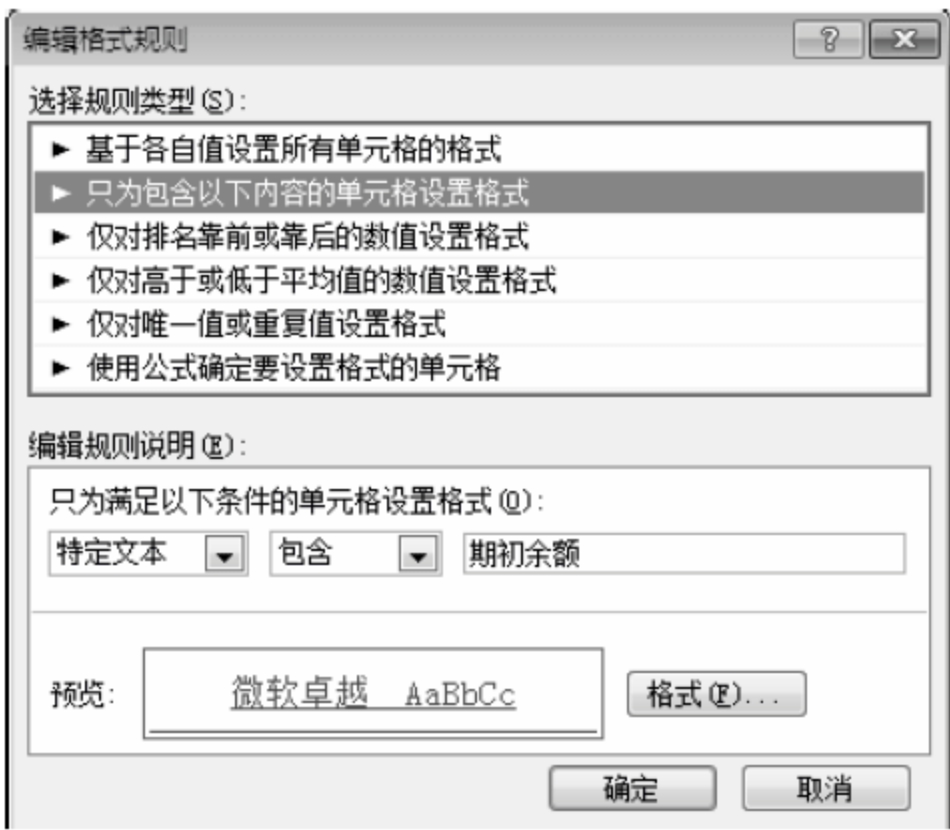 编辑格式规则
选择规则类型(S):
► 基于各自值设置所有单元格的格式
► 只为包含以下内容的单元格设置格式
► 仅对排名靠前或靠后的数值设置格式
► 仅对高于或低于平均值的数值设置格式
► 仅对唯一值或重复值设置格式
► 使用公式确定要设置格式的单元格
编辑规则说明(E):
只为满足以下条件的单元格设置格式(O):
特定文本 包含 期初余额
预览: 微软卓越 AaBbCc 格式(F)...
确定 取消